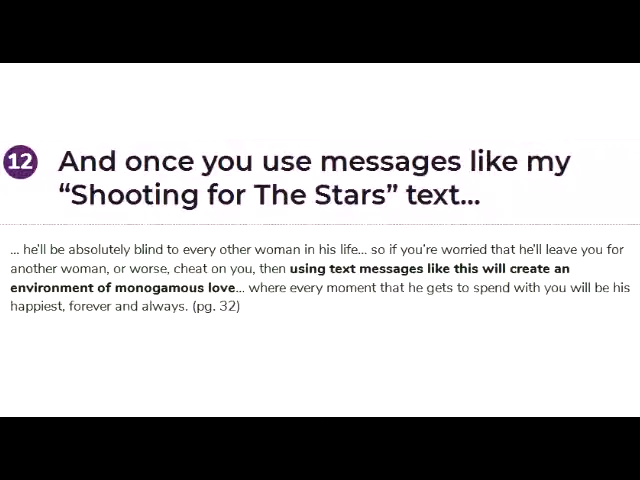 12 And once you use messages like my
“Shooting for The Stars” text...
... he'll be absolutely blind to every other woman in his life... so if you're worried that he'll leave you for
another woman, or worse, cheat on you, then using text messages like this will create an
environment of monogamous love... where every moment that he gets to spend with you will be his
happiest, forever and always. (pg. 32)